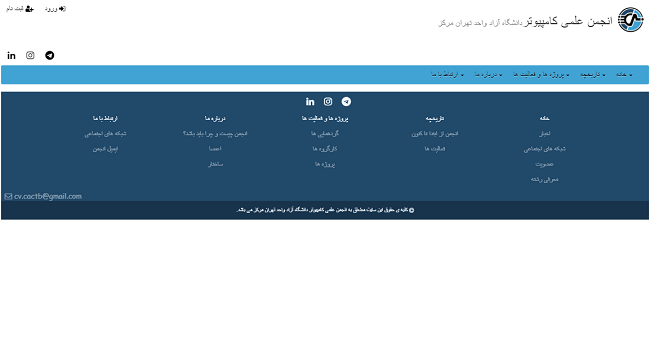 ورود
ثبت نام
انجمن علمی کامپیوتر دانشگاه آزاد واحد تهران مرکز
خانه
تاریخچه
پروژه ها و فعالیت ها
درباره ما
ارتباط با ما
خانه
اخبار
شبکه های اجتماعی
عضویت
معرفی رشته
تاریخچه
انجمن از ابتدا تا کنون
فعالیت ها
پروژه ها و فعالیت ها
گردهمایی ها
کارگروه ها
پروژه ها
درباره ما
انجمن چیست و چرا باید باشد؟
اعضا
ساختار
ارتباط با ما
شبکه های اجتماعی
ایمیل انجمن
cv.cactb@gmail.com
© کلیه ی حقوق این سایت متعلق به انجمن علمی کامپیوتر دانشگاه آزاد واحد تهران مرکز می باشد.